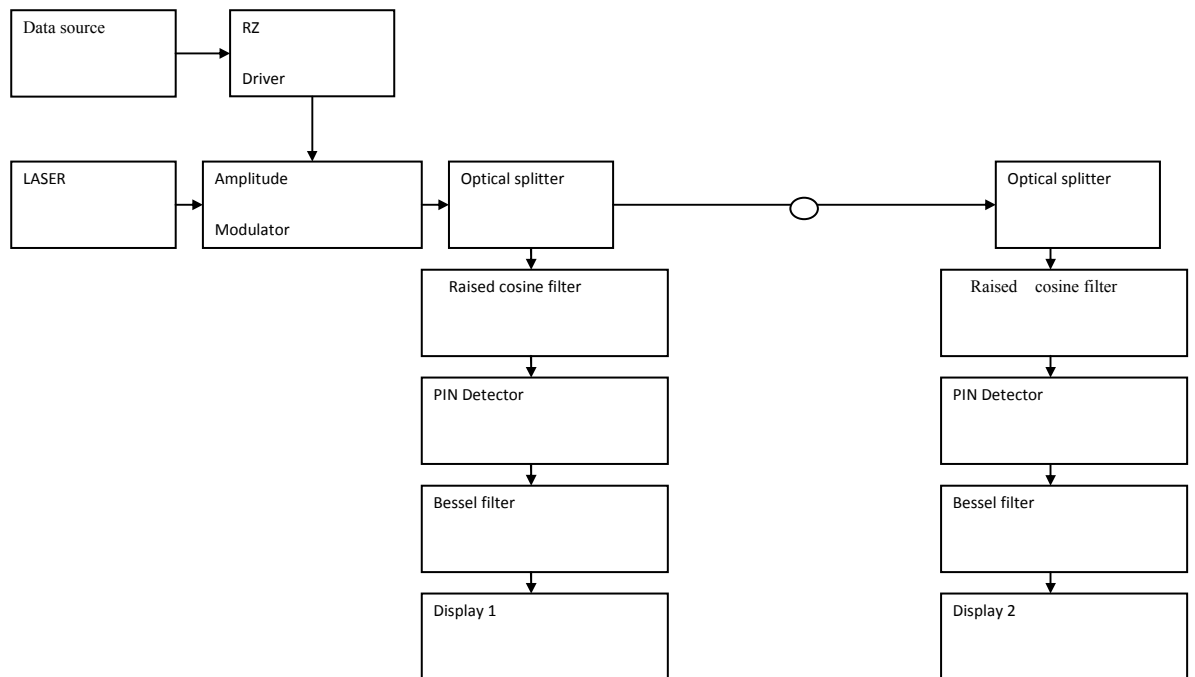 Data source
RZ
Driver
LASER
Amplitude
Modulator
Optical splitter
Optical splitter
Raised cosine filter
Raised cosine filter
PIN Detector
PIN Detector
Bessel filter
Bessel filter
Display 1
Display 2